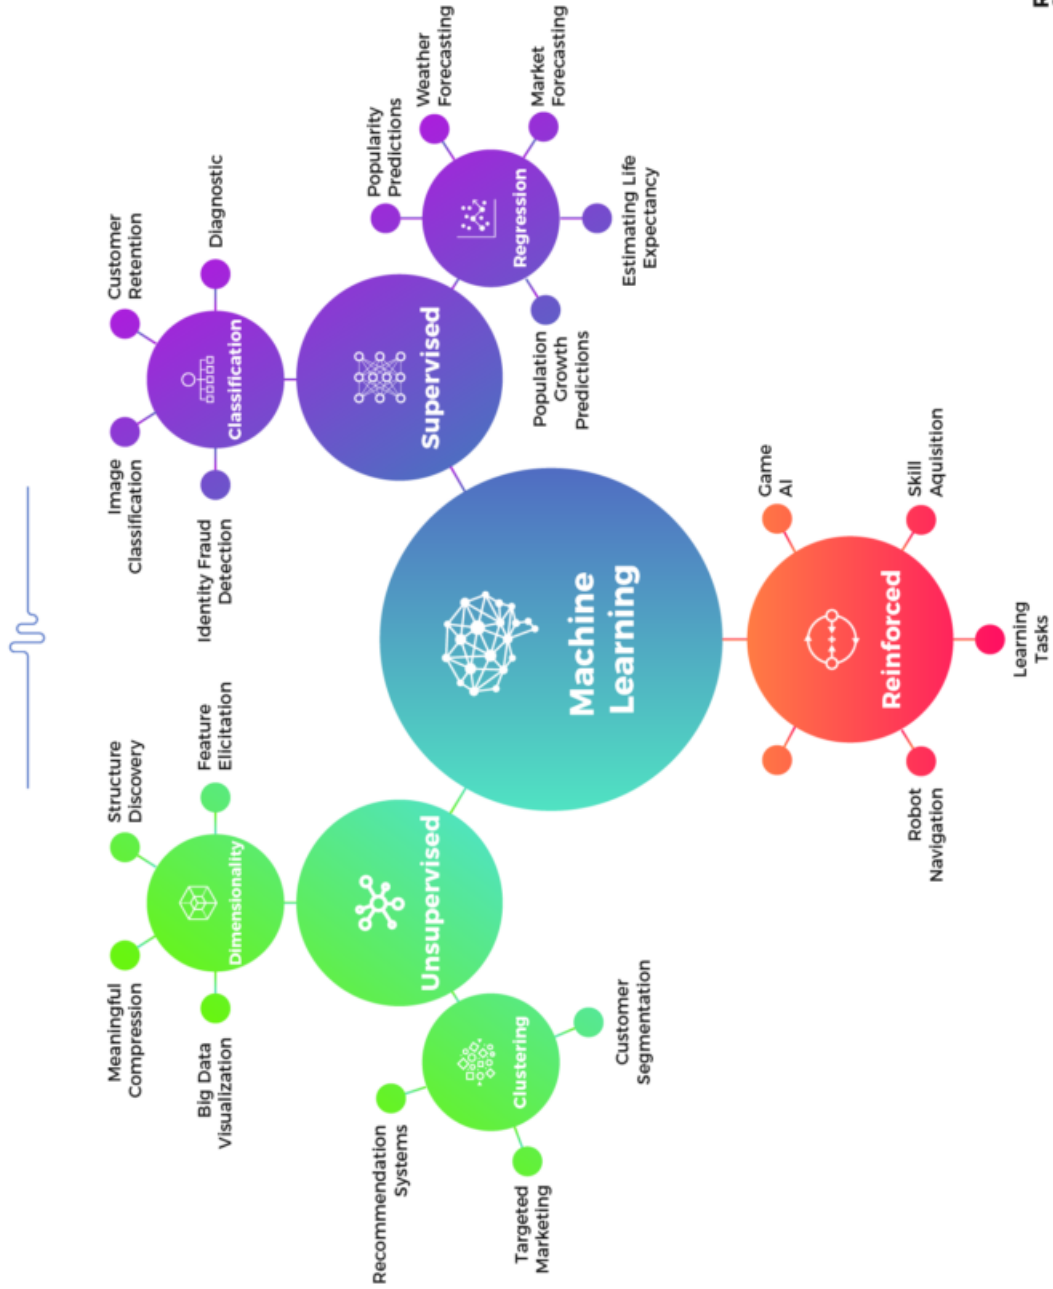 Meaningful
Compression
Structure
Discovery
Big Data
Visualization
Feature
Elicitation
Dimensionality
Image
Classification
Customer
Retention
Identity Fraud
Detection
Diagnostic
Classification
Recommendation
Systems
Targeted
Marketing
Customer
Segmentation
Clustering
Unsupervised
Supervised
Popularity
Predictions
Weather
Forecasting
Market
Forecasting
Population
Growth
Predictions
Estimating Life
Expectancy
Regression
Machine
Learning
Game
AI
Reinforced
Robot
Navigation
Skill
Aquisition
Learning
Tasks